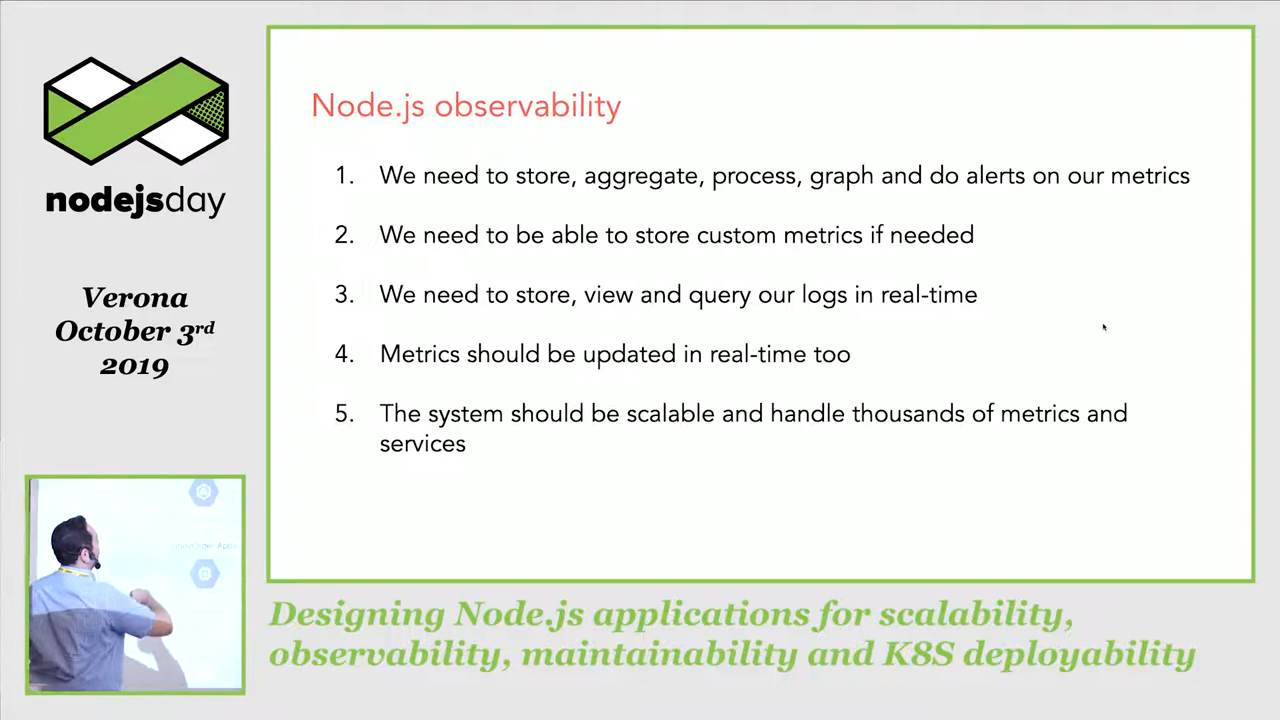 nodejsday
Verona
October 3rd
2019
Node.js observability
1. We need to store, aggregate, process, graph and do alerts on our metrics
2. We need to be able to store custom metrics if needed
3. We need to store, view and query our logs in real-time
4. Metrics should be updated in real-time too
5. The system should be scalable and handle thousands of metrics and
services
Designing Node.js applications for scalability,
observability, maintainability and K8S deployability